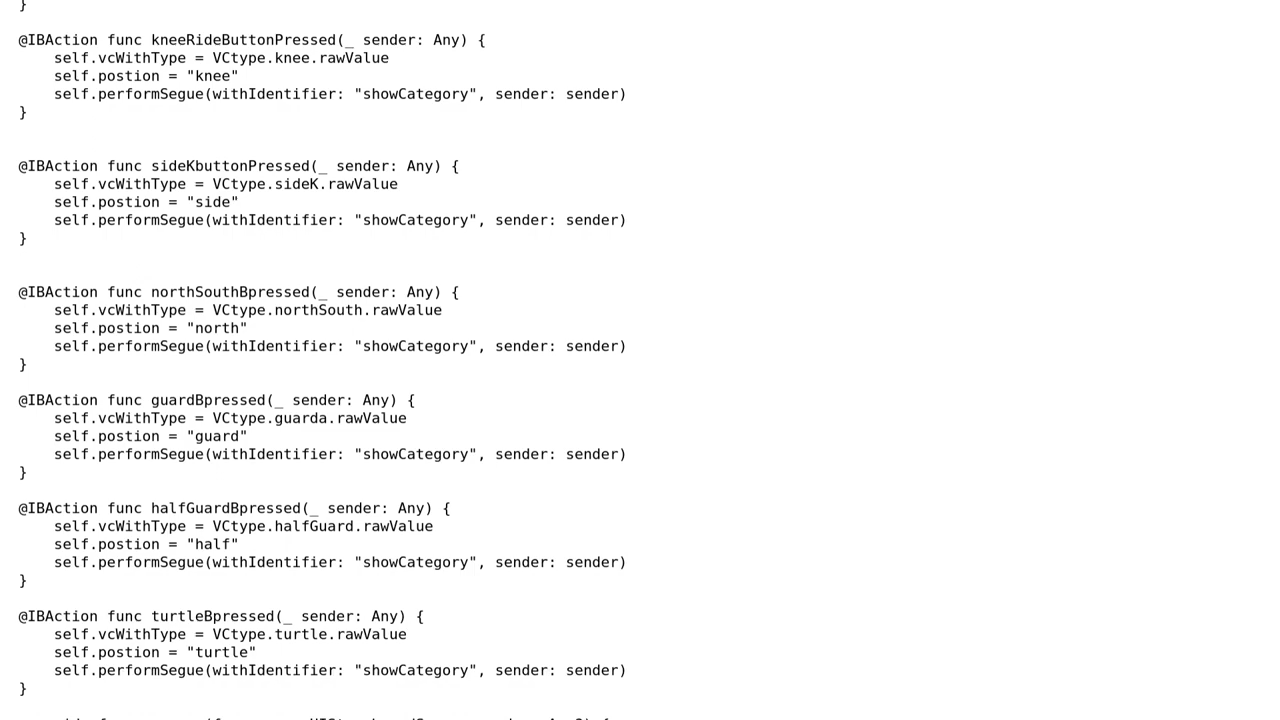 }
@IBAction func kneeRideButtonPressed(_ sender: Any) {
    self.vcWithType = VCtype.knee.rawValue
    self.postion = "knee"
    self.performSegue(withIdentifier: "showCategory", sender: sender)
}
@IBAction func sideKbuttonPressed(_ sender: Any) {
    self.vcWithType = VCtype.sideK.rawValue
    self.postion = "side"
    self.performSegue(withIdentifier: "showCategory", sender: sender)
}
@IBAction func northSouthBpressed(_ sender: Any) {
    self.vcWithType = VCtype.northSouth.rawValue
    self.postion = "north"
    self.performSegue(withIdentifier: "showCategory", sender: sender)
}
@IBAction func guardBpressed(_ sender: Any) {
    self.vcWithType = VCtype.guarda.rawValue
    self.postion = "guard"
    self.performSegue(withIdentifier: "showCategory", sender: sender)
}
@IBAction func halfGuardBpressed(_ sender: Any) {
    self.vcWithType = VCtype.halfGuard.rawValue
    self.postion = "half"
    self.performSegue(withIdentifier: "showCategory", sender: sender)
}
@IBAction func turtleBpressed(_ sender: Any) {
    self.vcWithType = VCtype.turtle.rawValue
    self.postion = "turtle"
    self.performSegue(withIdentifier: "showCategory", sender: sender)
}